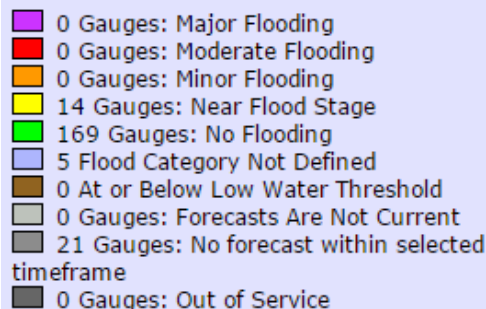 0 Gauges: Major Flooding
0 Gauges: Moderate Flooding
0 Gauges: Minor Flooding
14 Gauges: Near Flood Stage
169 Gauges: No Flooding
5 Flood Category Not Defined
0 At or Below Low Water Threshold
0 Gauges: Forecasts Are Not Current
21 Gauges: No forecast within selected
timeframe
0 Gauges: Out of Service